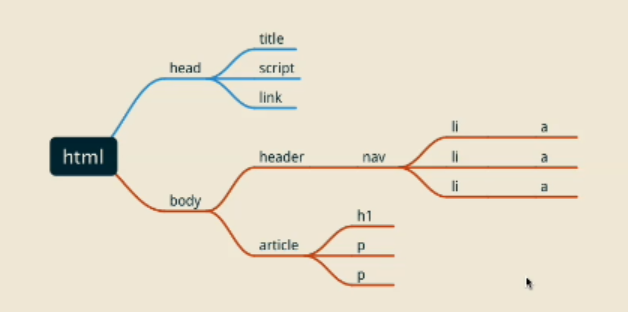 html
head
title
script
link
body
header
nav
li a
li a
li a
article
h1
p
p